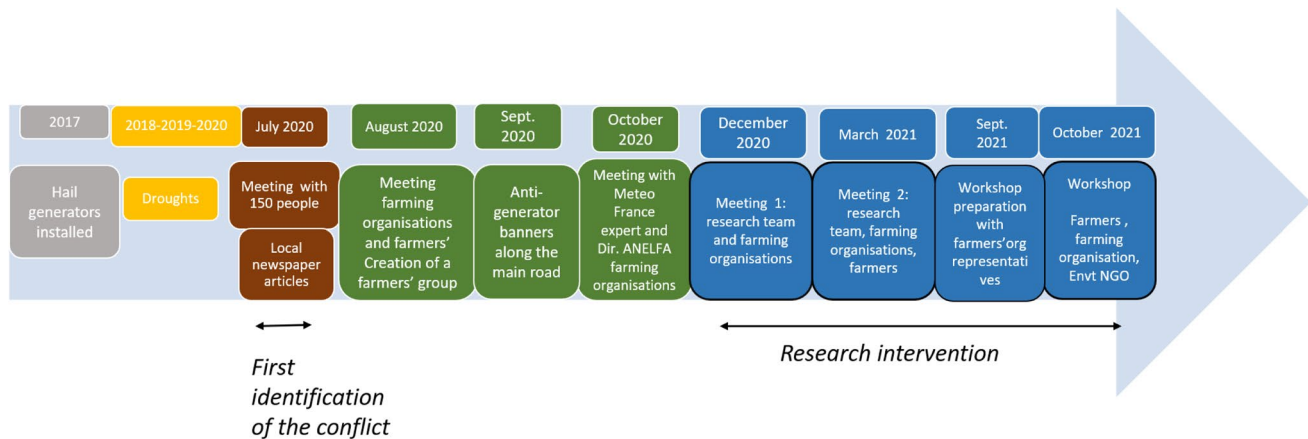 2017
2018-2019-2020
July 2020
August 2020
Sept.
2020
October
2020
December
2020
March 2021
Sept.
2021
October 2021
Hail
generators
installed
Droughts
Meeting with
150 people
Local
newspaper
articles
Meeting
farming
organisations
and farmers'
Creation of a
farmers' group
Anti-
generator
banners
along the
main road
Meeting with
Meteo
France
expert and
Dir. ANELFA
farming
organisations
Meeting 1:
research team
and farming
organisations
Meeting 2:
research
team, farming
organisations,
farmers
Workshop
preparation
with
farmers'org
representati
ves
Workshop
Farmers ,
farming
organisation,
Envt NGO
First
identification
of the conflict
Research intervention